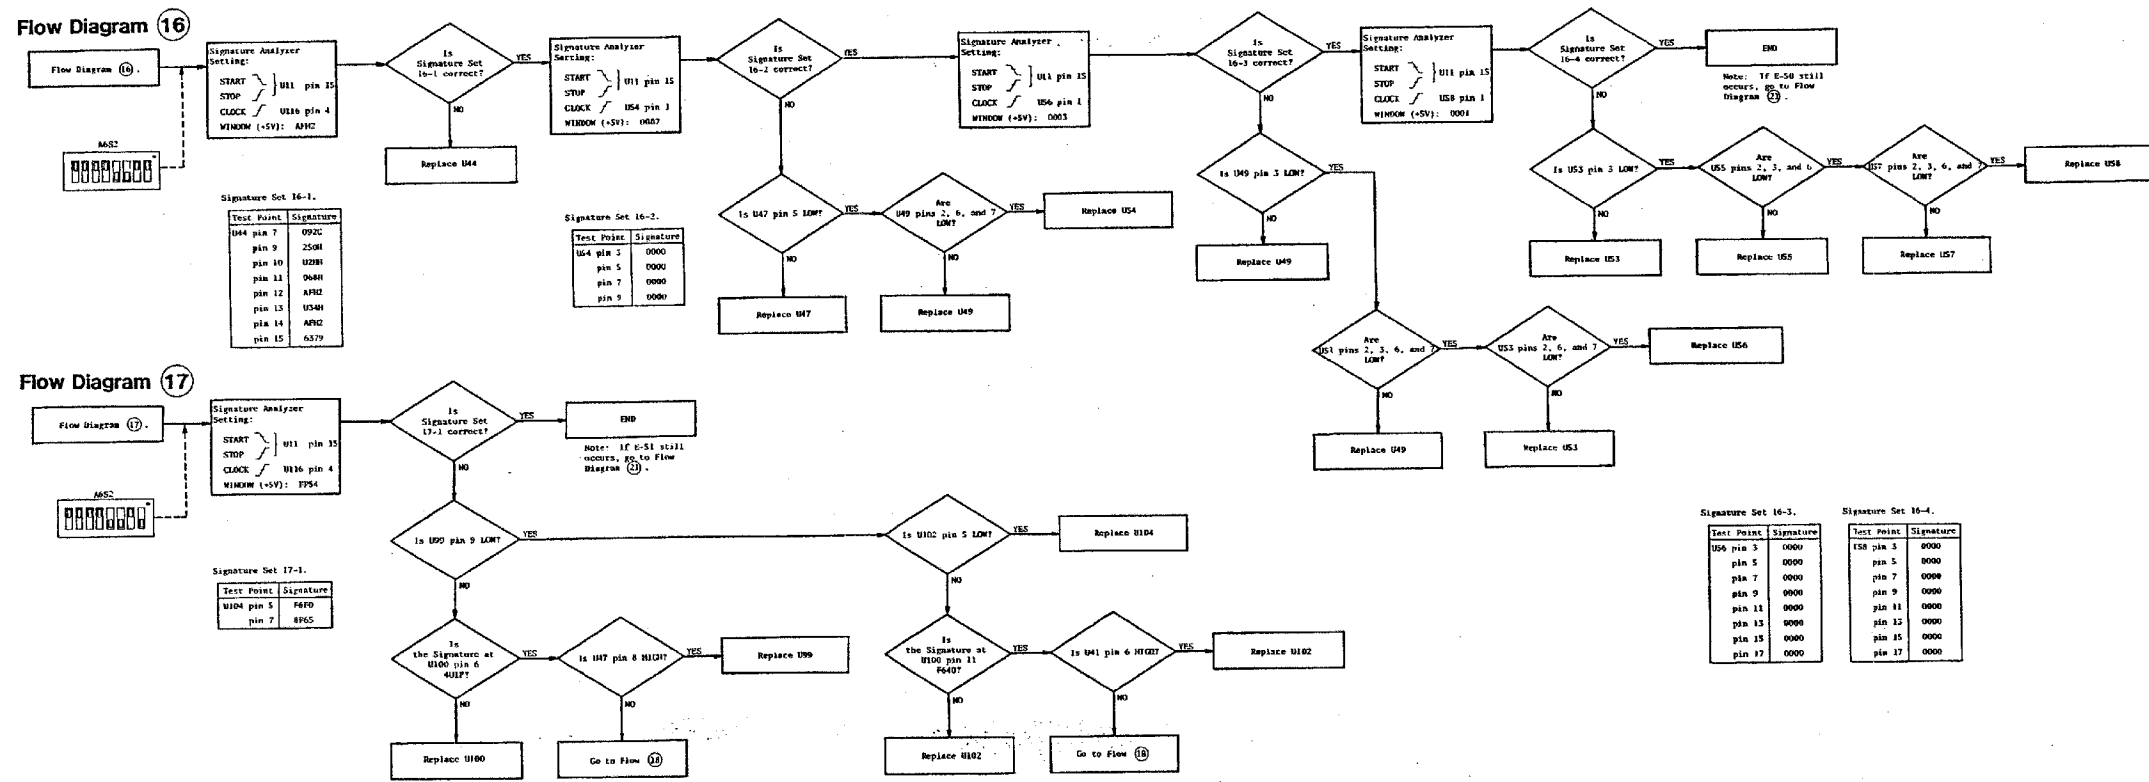 Flow Diagram 16
Flow Diagram 16.
A6S2
Signature Analyzer
Setting:
START
STOP
U11 pin 15
CLOCK U116 pin 4
WINDOW (+5V): AFH2
Is
Signature Set
16-1 correct?
YES
NO
Replace U44
Signature Analyzer
Setting:
START
STOP
U11 pin 15
CLOCK U54 pin 1
WINDOW (+5V):
Is
Signature Set
16-2 correct?
YES
NO
Is U47 pin 5 LOW?
YES
NO
Replace U47
Are
U49 pins 2, 6, and 7
LOW?
YES
NO
Replace U49
Replace U54
Signature Analyzer
Setting:
START
STOP
U11 pin 15
CLOCK U56 pin 1
WINDOW (+5V): 0003
Is
Signature Set
16-3 correct?
YES
NO
Is U49 pin 3 LOW?
YES
NO
Replace U49
Are
U51 pins 2, 3, 6, and 7
LOW?
YES
NO
Replace U49
Are
U53 pins 2, 6, and 7
LOW?
YES
NO
Replace U53
Replace U56
Signature Analyzer
Setting:
START
STOP
U11 pin 15
CLOCK U58 pin 1
WINDOW (+5V):
Is
Signature Set
16-4 correct?
YES
NO
END
Note: If E-50 still
occurs, go to Flow
Diagram 21.
Is U53 pin 3 LOW?
YES
NO
Replace U53
Are
U55 pins 2, 3, and 6
LOW?
YES
NO
Replace U55
Are
U57 pins 2, 3, 6, and 7
LOW?
YES
NO
Replace U57
Replace U58
Signature Set 16-1.
Test Point Signature
U44 pin 7 092C
pin 9 250H
pin 10
pin 11 068H
pin 12 AFH2
pin 13 U34H
pin 14 AFH2
pin 15 6379
Signature Set 16-2.
Test Point Signature
U54 pin 3 0000
pin 5 0000
pin 7 0000
pin 9 0000
Flow Diagram 17
Flow Diagram 17.
A6S2
Signature Analyzer
Setting:
START
STOP
U11 pin 15
CLOCK U116 pin 4
WINDOW (+5V): FP54
Is
Signature Set
17-1 correct?
YES
NO
END
Note: If E-51 still
occurs, go to Flow
Diagram 21.
Is U99 pin 9 LOW?
YES
NO
Is U102 pin 5 LOW?
YES
NO
Replace U104
Signature Set 17-1.
Test Point Signature
U104 pin 5
pin 7 8P65
Is
the Signature at
U100 pin 6
4U1P?
YES
NO
Replace U100
Is U47 pin 8 HIGH?
YES
NO
Replace U99
Go to Flow 18
Is
the Signature at
U100 pin 11
F640?
YES
NO
Replace U102
Is U41 pin 6 HIGH?
YES
NO
Replace U102
Go to Flow 18
Signature Set 16-3.
Test Point Signature
U56 pin 3 0000
pin 5 0000
pin 7 0000
pin 9 0000
pin 11 0000
pin 13 0000
pin 15 0000
pin 17 0000
Signature Set 16-4.
Test Point Signature
U58 pin 3 0000
pin 5 0000
pin 7 0000
pin 9 0000
pin 11 0000
pin 13 0000
pin 15 0000
pin 17 0000